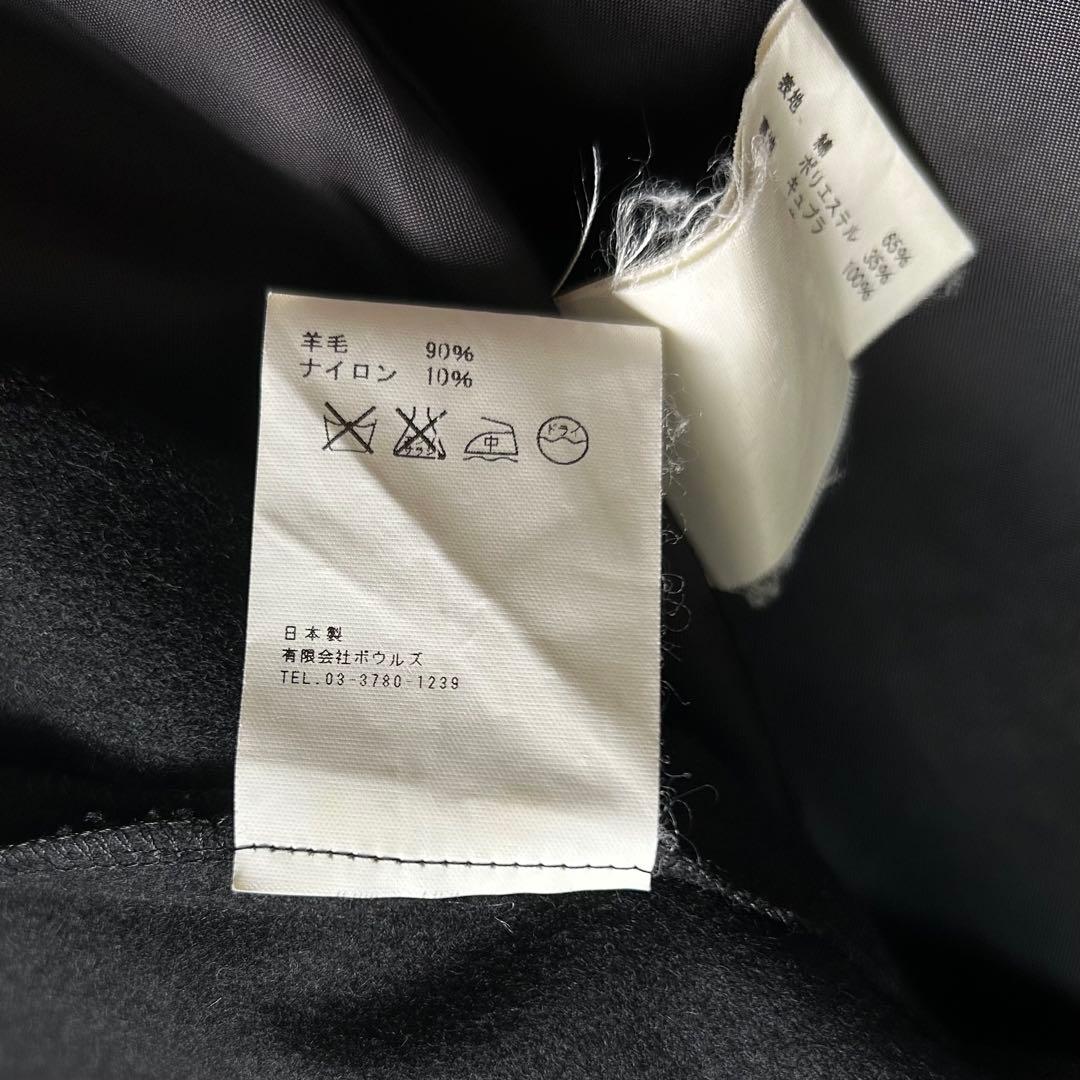 羊毛 90%
ナイロン 10%
中
ドライ
日本製
有限会社ボウルズ
TEL.03-3780-1239
表地 綿 65%
ポリエステル 35%
キュプラ 100%